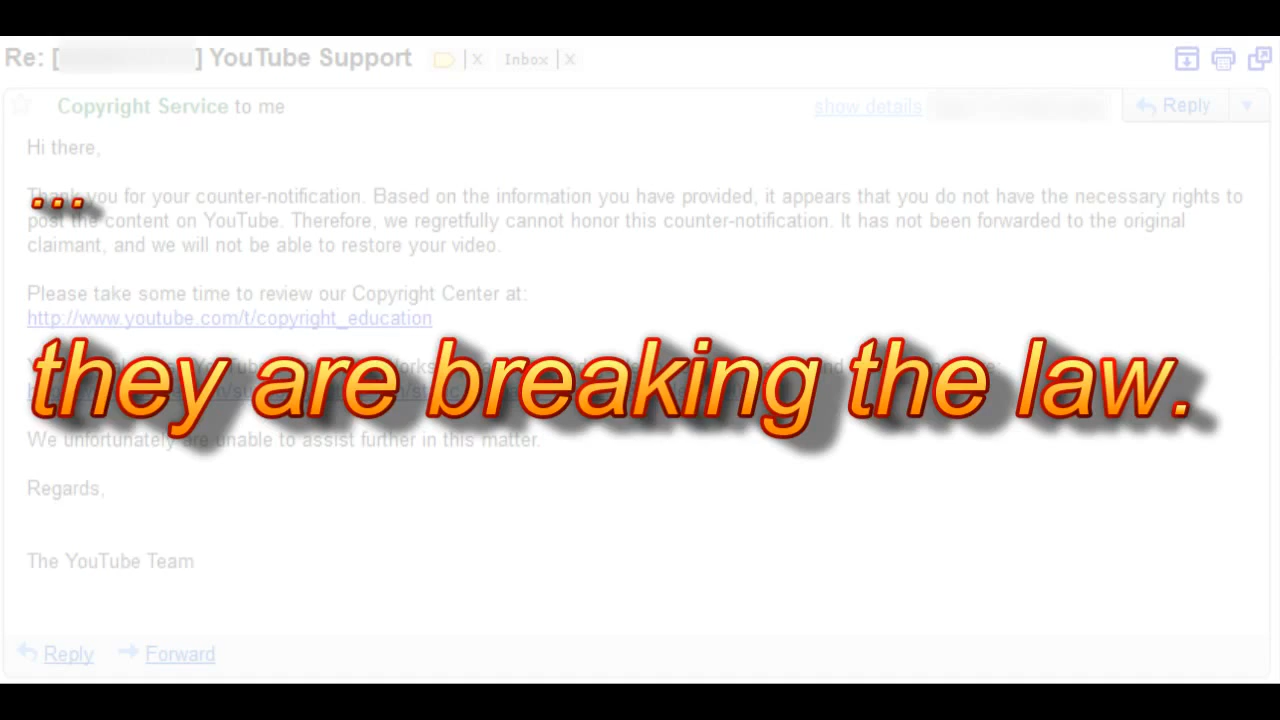 Re: [ ] YouTube Support | X Inbox | X
Copyright Service to me show details Reply
Hi there,
Thank you for your counter-notification. Based on the information you have provided, it appears that you do not have the necessary rights to
...
post the content on YouTube. Therefore, we regretfully cannot honor this counter-notification. It has not been forwarded to the original
claimant, and we will not be able to restore your video.
Please take some time to review our Copyright Center at:
http://www.youtube.com/t/copyright_education
they are breaking the law.
We unfortunately are unable to assist further in this matter.
Regards,
The YouTube Team
Reply Forward